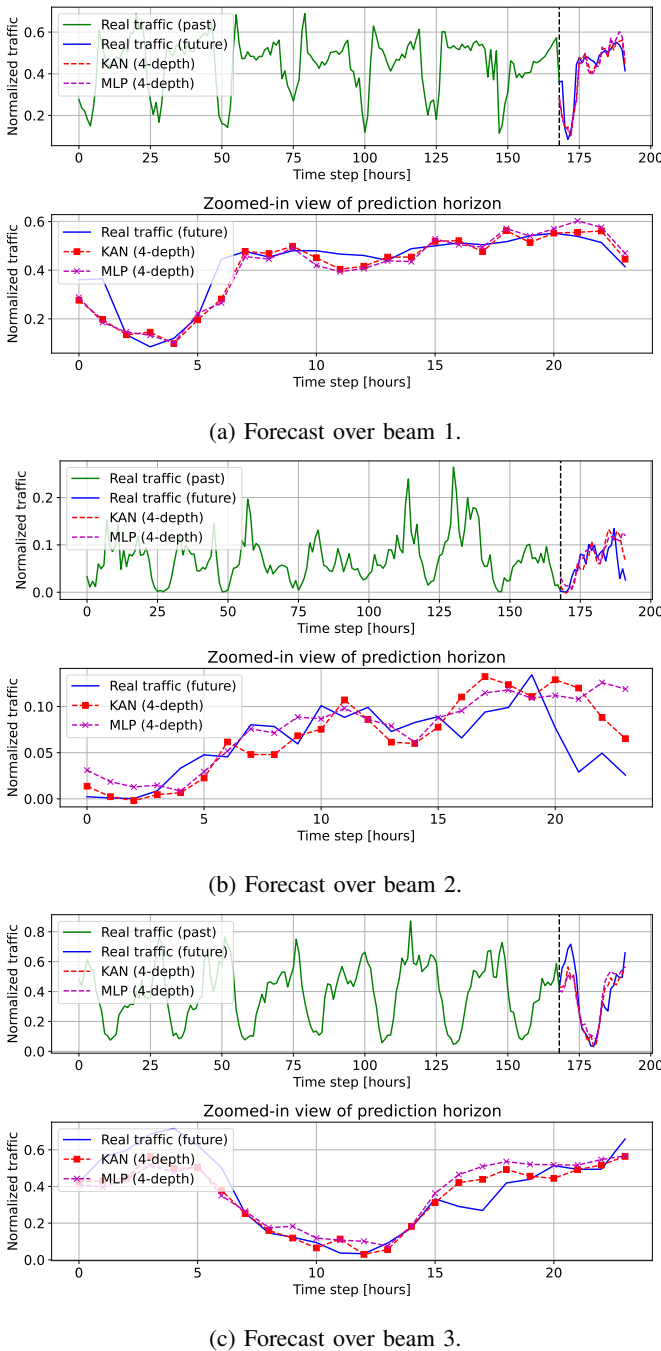 Normalized traffic
0.6
0.4
0.2
Real traffic (past)
Real traffic (future)
KAN (4-depth)
MLP (4-depth)
0 25 50 75 100 125 150 175 200
Time step [hours]
Zoomed-in view of prediction horizon
Normalized traffic
0.6
0.4
0.2
Real traffic (future)
KAN (4-depth)
MLP (4-depth)
0 5 10 15 20
Time step [hours]
(a) Forecast over beam 1.
Normalized traffic
0.2
0.1
0.0
Real traffic (past)
Real traffic (future)
KAN (4-depth)
MLP (4-depth)
0 25 50 75 100 125 150 175 200
Time step [hours]
Zoomed-in view of prediction horizon
Normalized traffic
0.10
0.05
0.00
Real traffic (future)
KAN (4-depth)
MLP (4-depth)
0 5 10 15 20
Time step [hours]
(b) Forecast over beam 2.
Normalized traffic
0.8
0.6
0.4
0.2
0.0
Real traffic (past)
Real traffic (future)
KAN (4-depth)
MLP (4-depth)
0 25 50 75 100 125 150 175 200
Time step [hours]
Zoomed-in view of prediction horizon
Normalized traffic
0.6
0.4
0.2
0.0
Real traffic (future)
KAN (4-depth)
MLP (4-depth)
0 5 10 15 20
Time step [hours]
(c) Forecast over beam 3.